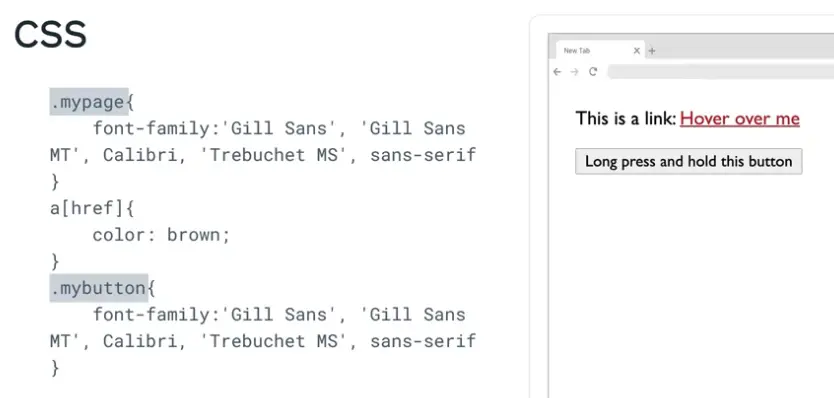 CSS
.mypage{
font-family:'Gill Sans', 'Gill Sans
MT', Calibri, 'Trebuchet MS', sans-serif
}
a[href]{
color: brown;
}
.mybutton{
font-family:'Gill Sans', 'Gill Sans
MT', Calibri, 'Trebuchet MS', sans-serif
}
New Tab
This is a link: Hover over me
Long press and hold this button